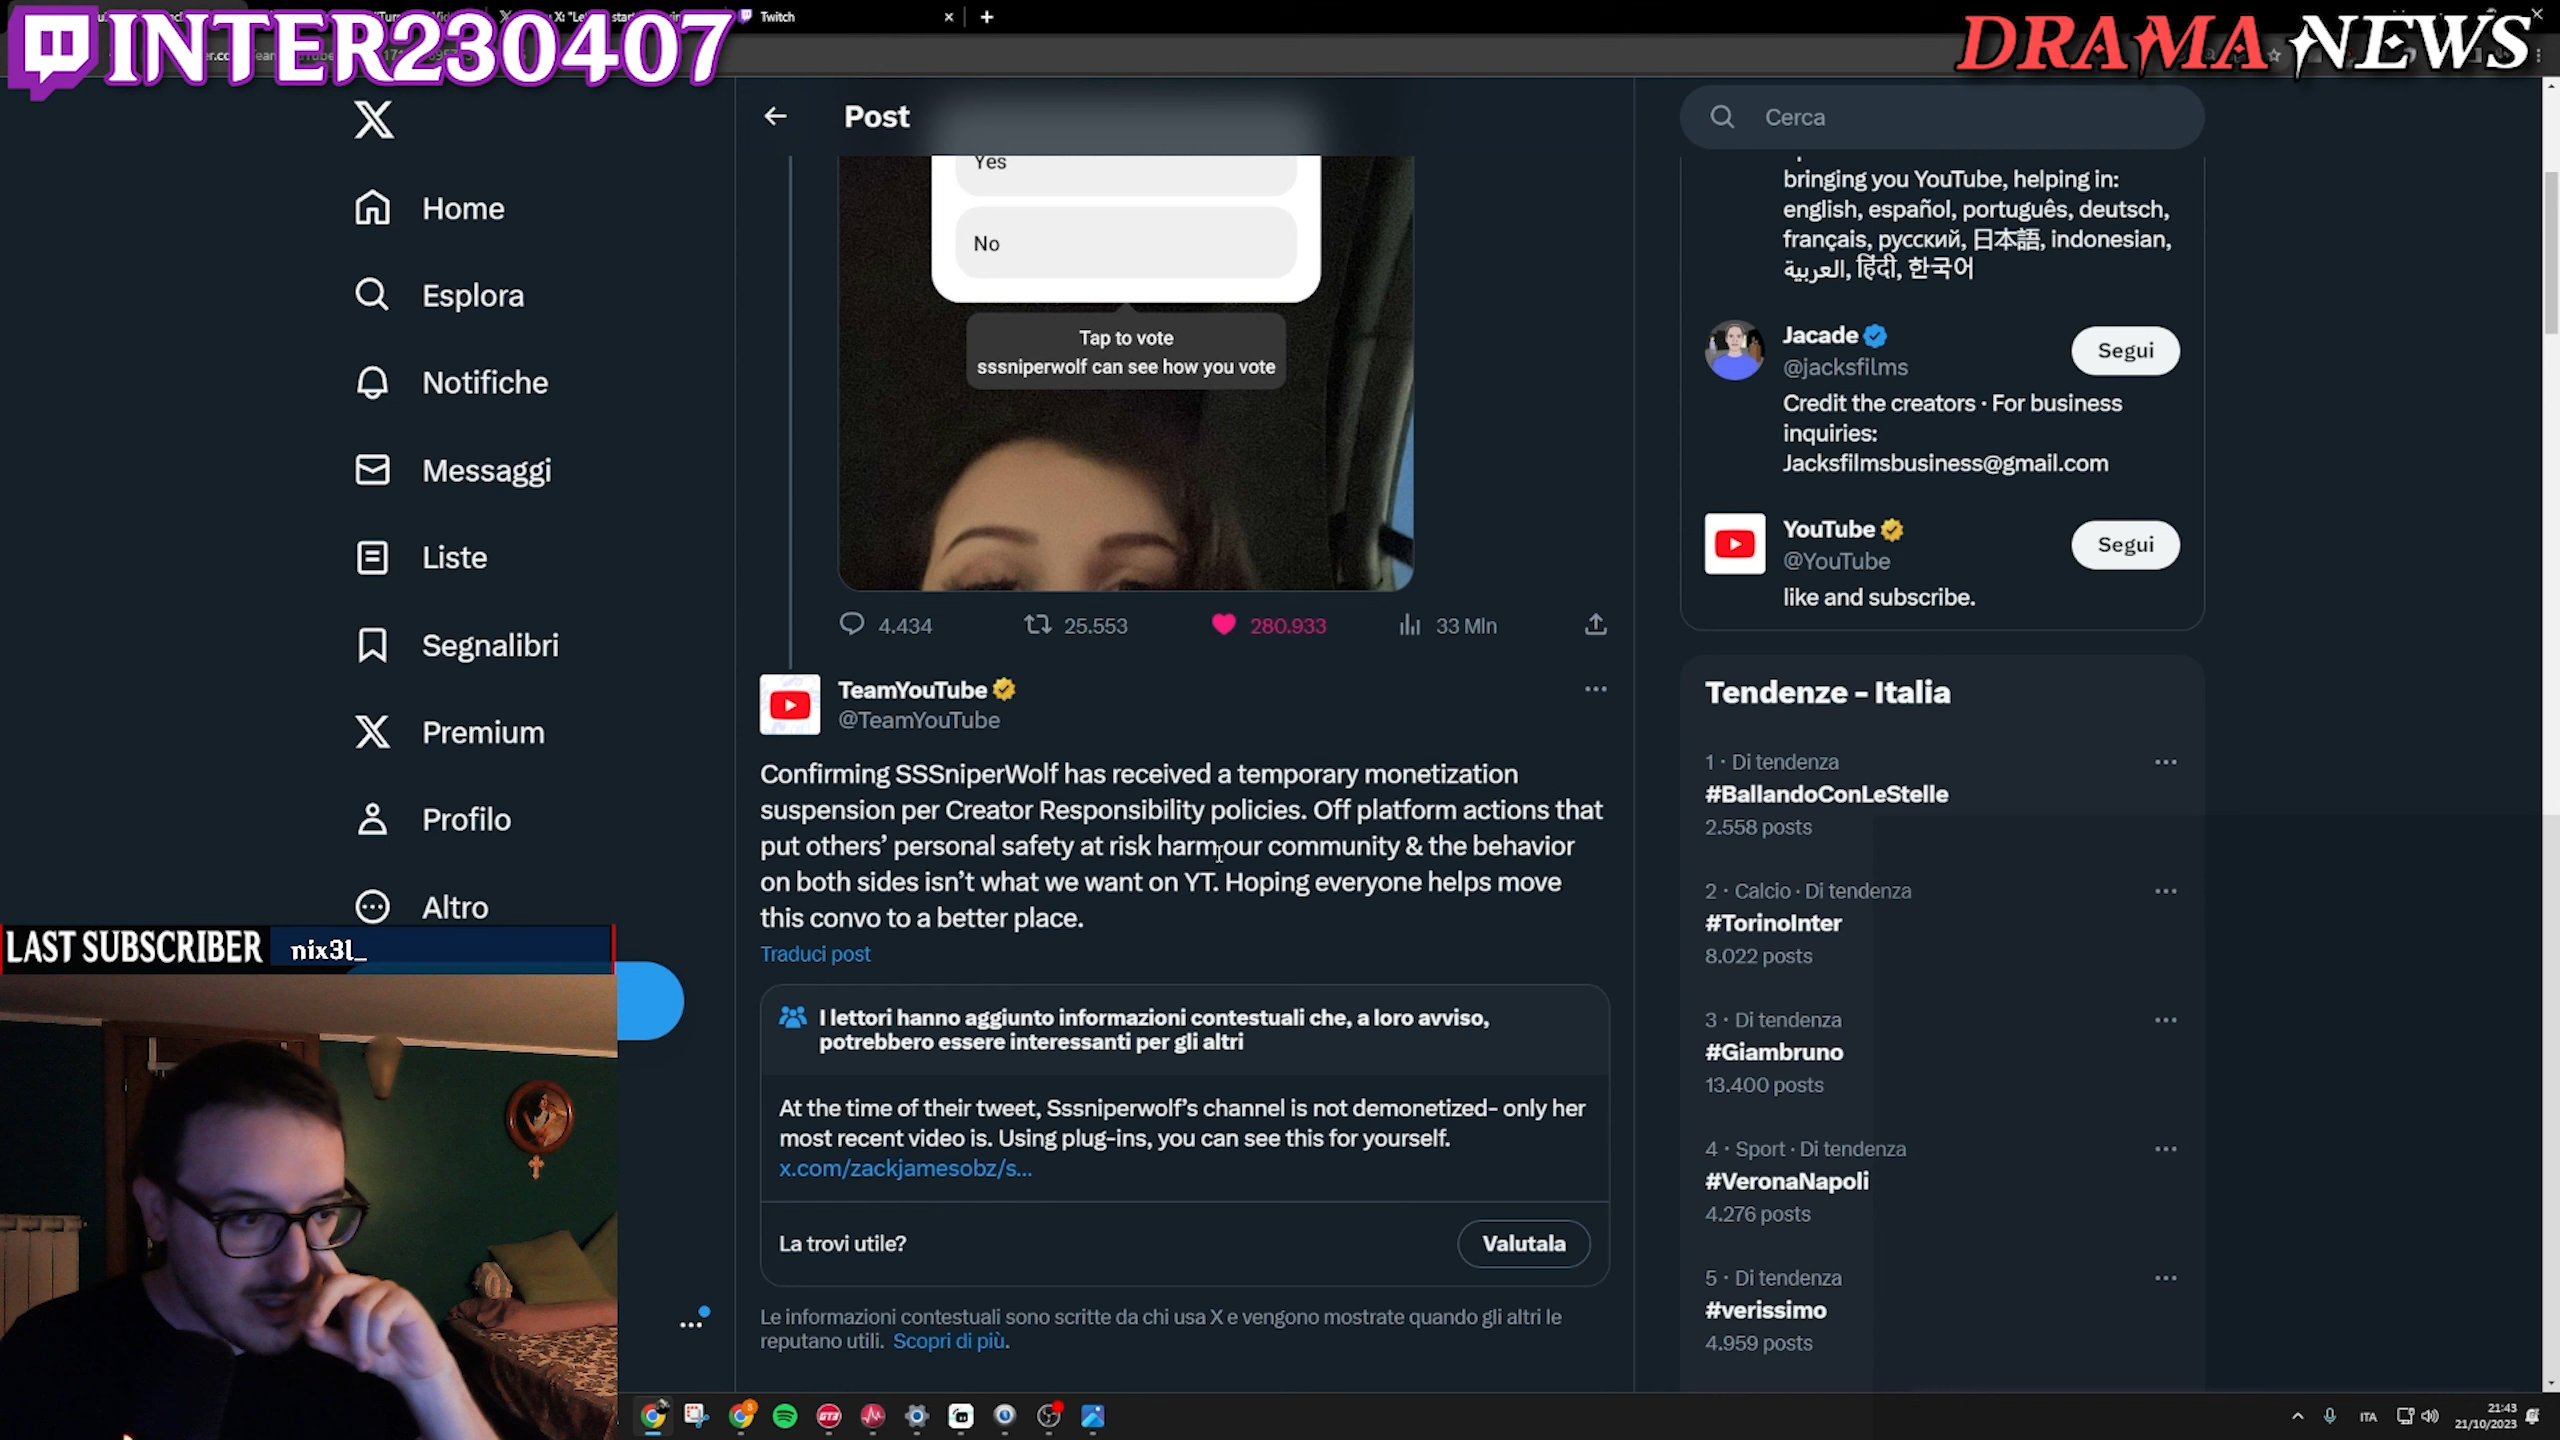 INTER230407
Twitch
DRAMA NEWS
Post
Cerca
Home
Esplora
Notifiche
Messaggi
Liste
Segnalibri
Premium
Profilo
Altro
Yes
No
Tap to vote
sssniperwolf can see how you vote
4.434
25.553
280.933
33 Mln
TeamYouTube
@TeamYouTube
Confirming SSSniperWolf has received a temporary monetization
suspension per Creator Responsibility policies. Off platform actions that
put others’ personal safety at risk harm our community & the behavior
on both sides isn’t what we want on YT. Hoping everyone helps move
this convo to a better place.
Traduci post
I lettori hanno aggiunto informazioni contestuali che, a loro avviso,
potrebbero essere interessanti per gli altri
At the time of their tweet, Sssniperwolf’s channel is not demonetized- only her
most recent video is. Using plug-ins, you can see this for yourself.
x.com/zackjamesobz/s...
La trovi utile?
Valutala
Le informazioni contestuali sono scritte da chi usa X e vengono mostrate quando gli altri le
reputano utili. Scopri di più.
bringing you YouTube, helping in:
english, español, português, deutsch,
français, русский, 日本語, indonesian,
العربية, हिंदी, 한국어
Jacade
@jacksfilms
Segui
Credit the creators · For business
inquiries:
Jacksfilmsbusiness@gmail.com
YouTube
@YouTube
Segui
like and subscribe.
Tendenze – Italia
1 · Di tendenza
#BallandoConLeStelle
2.558 posts
2 · Calcio · Di tendenza
#TorinoInter
8.022 posts
3 · Di tendenza
#Giambruno
13.400 posts
4 · Sport · Di tendenza
#VeronaNapoli
4.276 posts
5 · Di tendenza
#verissimo
4.959 posts
LAST SUBSCRIBER nix3l_
ITA
21:43
21/10/2023